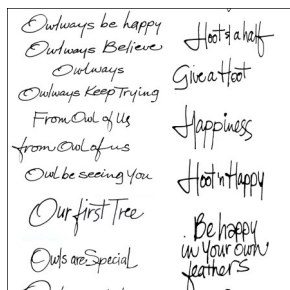 Owlways be happy
Owlways Believe
Owlways
Owlways Keep Trying
From Owl of Us
from Owl of us
Owl be seeing you
Our first Tree
Owls are Special
Hoot & a half
Give a Hoot
Happiness
Hoot 'n' Happy
Be happy
in your own
feathers